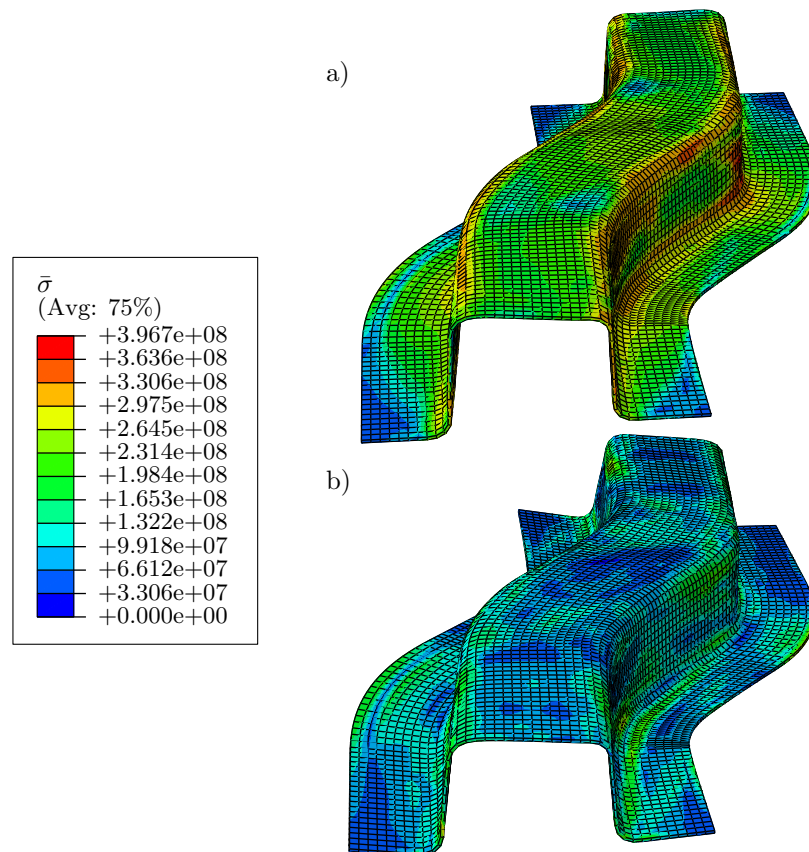 a)
σ̄
(Avg: 75%)
+3.967e+08
+3.636e+08
+3.306e+08
+2.975e+08
+2.645e+08
+2.314e+08
+1.984e+08
+1.653e+08
+1.322e+08
+9.918e+07
+6.612e+07
+3.306e+07
+0.000e+00
b)